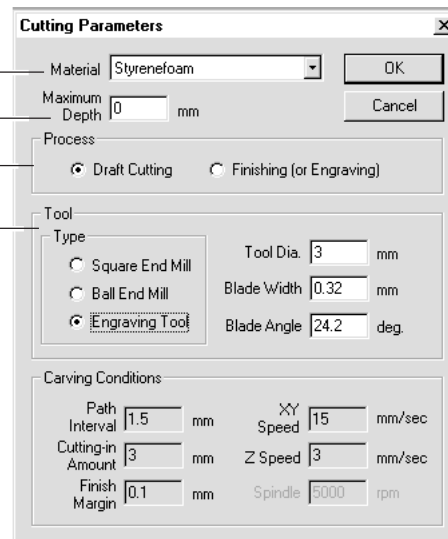 Cutting Parameters
Material Styrenefoam OK
Maximum Depth 0 mm Cancel
Process
Draft Cutting Finishing (or Engraving)
Tool
Type
Square End Mill
Ball End Mill
Engraving Tool
Tool Dia. 3 mm
Blade Width 0.32 mm
Blade Angle 24.2 deg.
Carving Conditions
Path Interval 1.5 mm XY Speed 15 mm/sec
Cutting-in Amount 3 mm Z Speed 3 mm/sec
Finish Margin 0.1 mm Spindle 5000 rpm